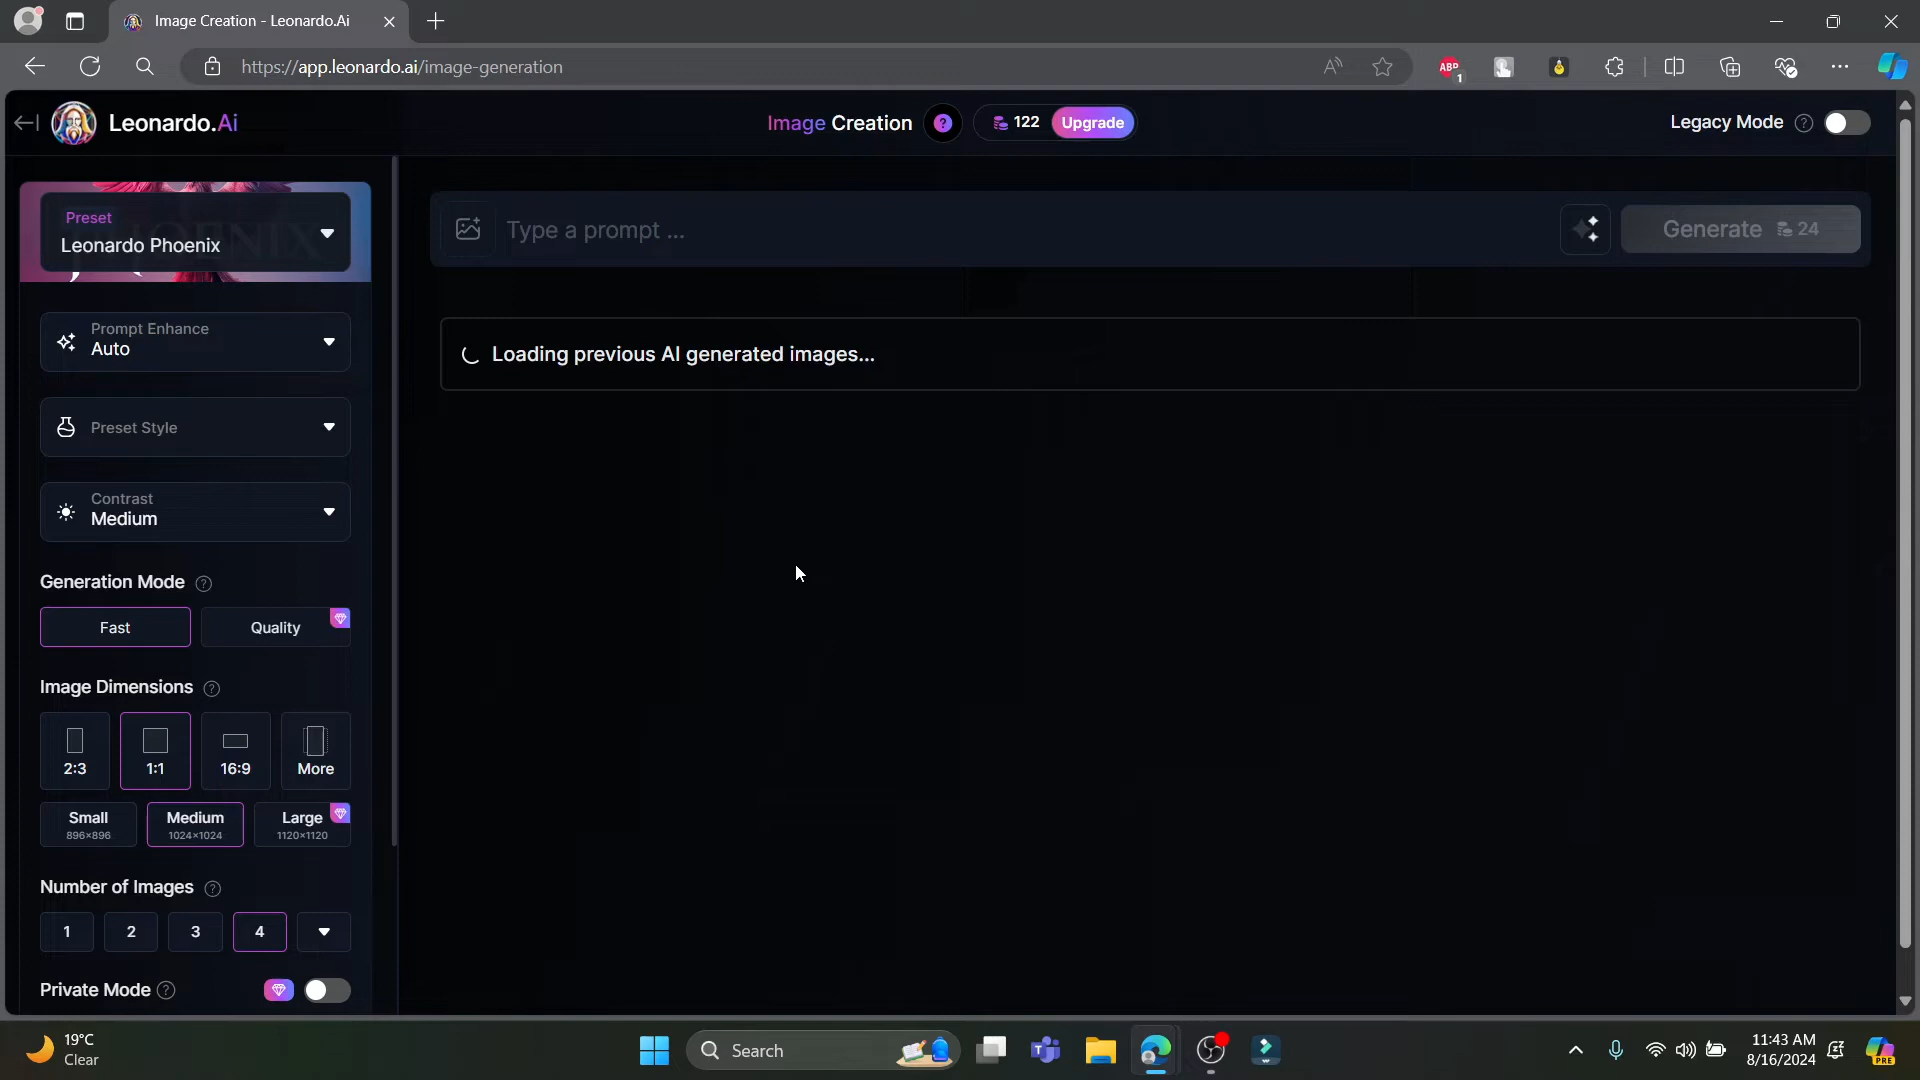 Image Creation - Leonardo.Ai
https://app.leonardo.ai/image-generation
ABP
1
Leonardo.Ai
Image Creation
?
122
Upgrade
Legacy Mode
?
Preset
Leonardo Phoenix
Type a prompt ...
Generate
24
Prompt Enhance
Auto
Loading previous AI generated images...
Preset Style
Contrast
Medium
Generation Mode
?
Fast
Quality
Image Dimensions
?
2:3
1:1
16:9
More
Small
896×896
Medium
1024×1024
Large
1120×1120
Number of Images
?
1
2
3
4
Private Mode
?
19°C
Clear
Search
11:43 AM
8/16/2024
PRE